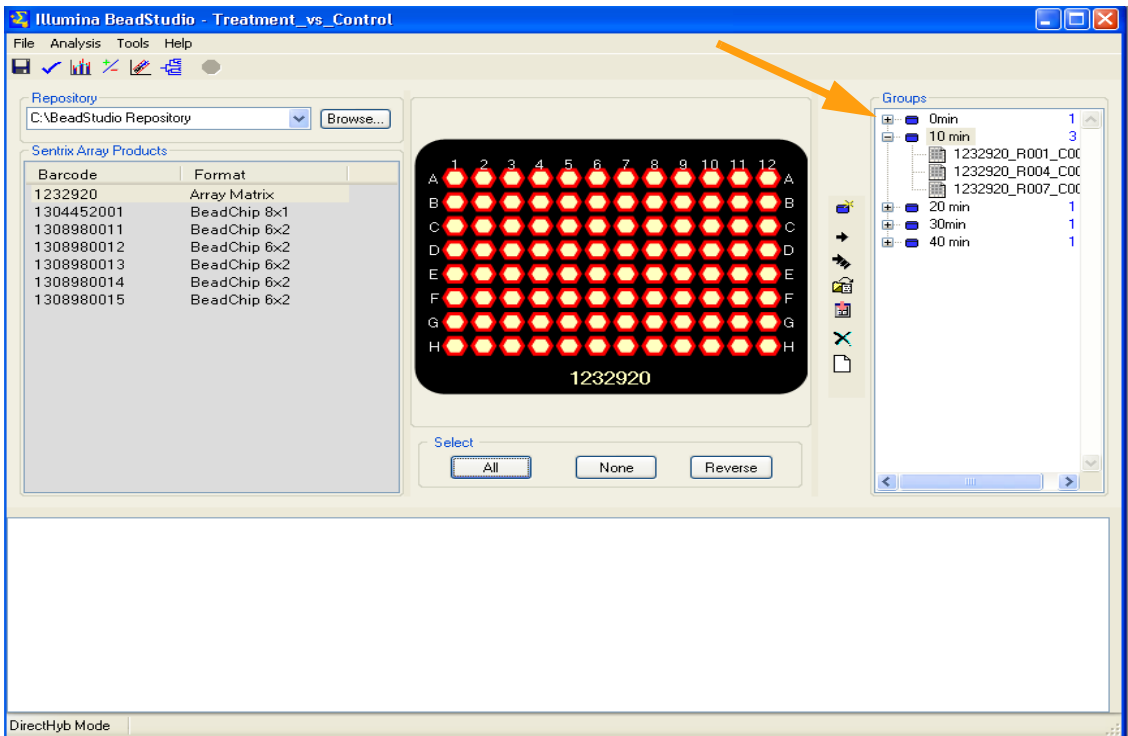 Illumina BeadStudio - Treatment_vs_Control
File Analysis Tools Help
Repository
C:\BeadStudio Repository
Browse...
Sentrix Array Products
Barcode Format
1232920 Array Matrix
1304452001 BeadChip 8x1
1308980011 BeadChip 6x2
1308980012 BeadChip 6x2
1308980013 BeadChip 6x2
1308980014 BeadChip 6x2
1308980015 BeadChip 6x2
1 2 3 4 5 6 7 8 9 10 11 12
A A
B B
C C
D D
E E
F F
G G
H H
1232920
Select
All None Reverse
Groups
0min 1
10 min 3
1232920_R001_C00
1232920_R004_C00
1232920_R007_C00
20 min 1
30min 1
40 min 1
DirectHyb Mode